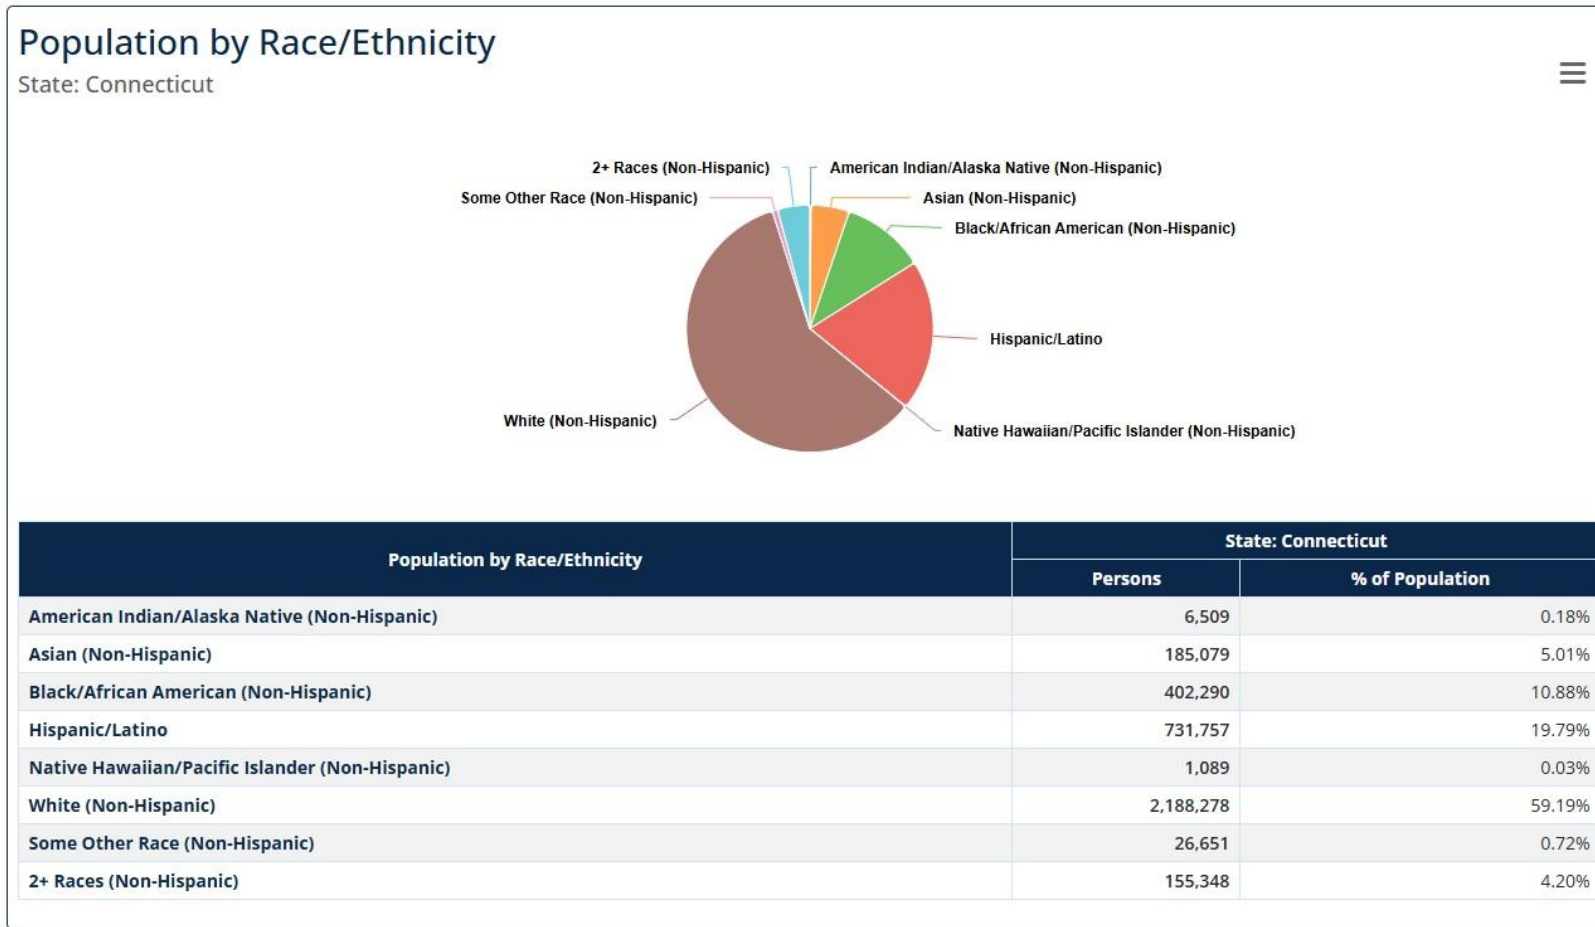 Population by Race/Ethnicity
State: Connecticut
2+ Races (Non-Hispanic)
American Indian/Alaska Native (Non-Hispanic)
Some Other Race (Non-Hispanic)
Asian (Non-Hispanic)
Black/African American (Non-Hispanic)
Hispanic/Latino
White (Non-Hispanic)
Native Hawaiian/Pacific Islander (Non-Hispanic)
Population by Race/Ethnicity
State: Connecticut
Persons % of Population
American Indian/Alaska Native (Non-Hispanic) 6,509 0.18%
Asian (Non-Hispanic) 185,079 5.01%
Black/African American (Non-Hispanic) 402,290 10.88%
Hispanic/Latino 731,757 19.79%
Native Hawaiian/Pacific Islander (Non-Hispanic) 1,089 0.03%
White (Non-Hispanic) 2,188,278 59.19%
Some Other Race (Non-Hispanic) 26,651 0.72%
2+ Races (Non-Hispanic) 155,348 4.20%